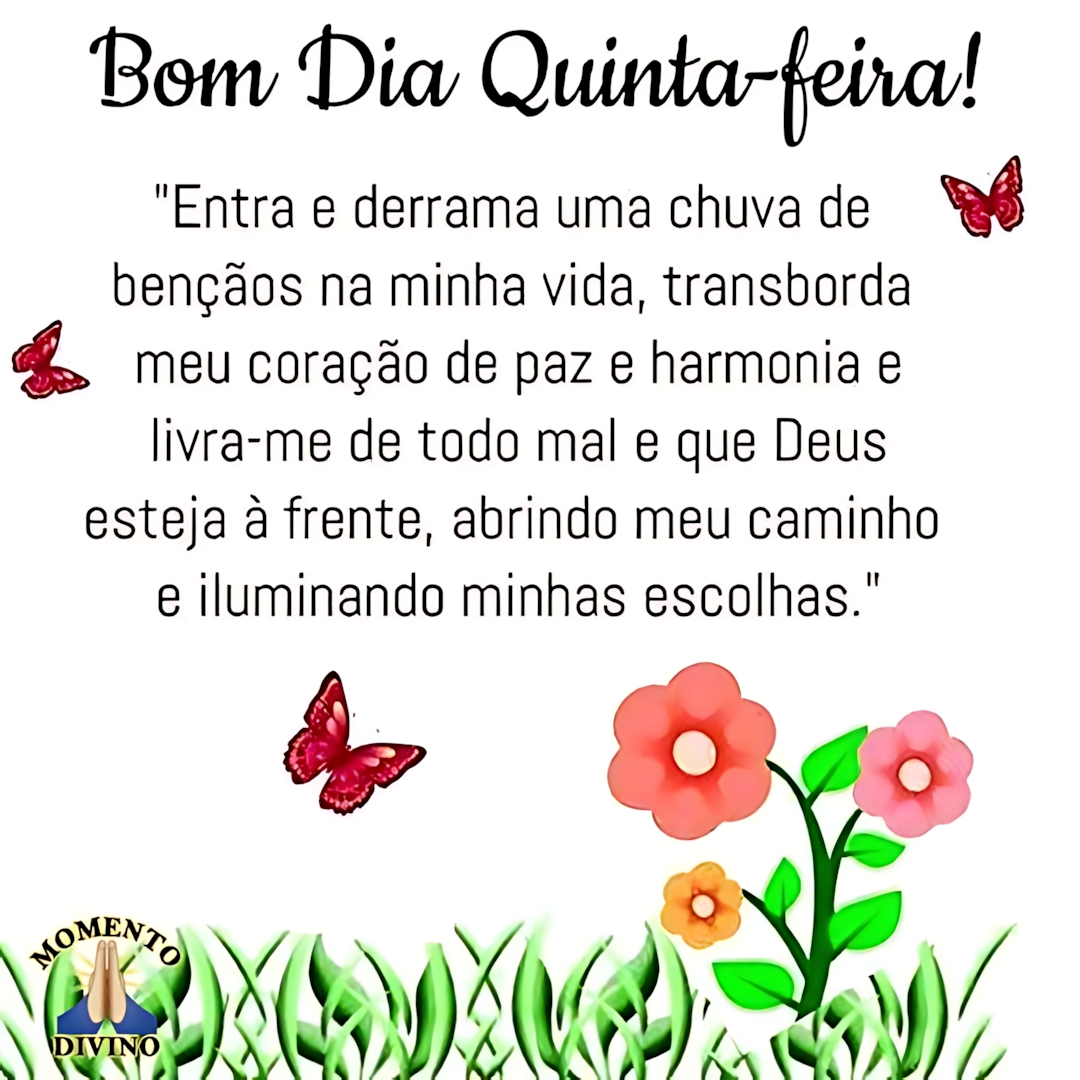 Bom Dia Quinta-feira!
"Entra e derrama uma chuva de
bençãos na minha vida, transborda
meu coração de paz e harmonia e
livra-me de todo mal e que Deus
esteja à frente, abrindo meu caminho
e iluminando minhas escolhas."
MOMENTO
DIVINO